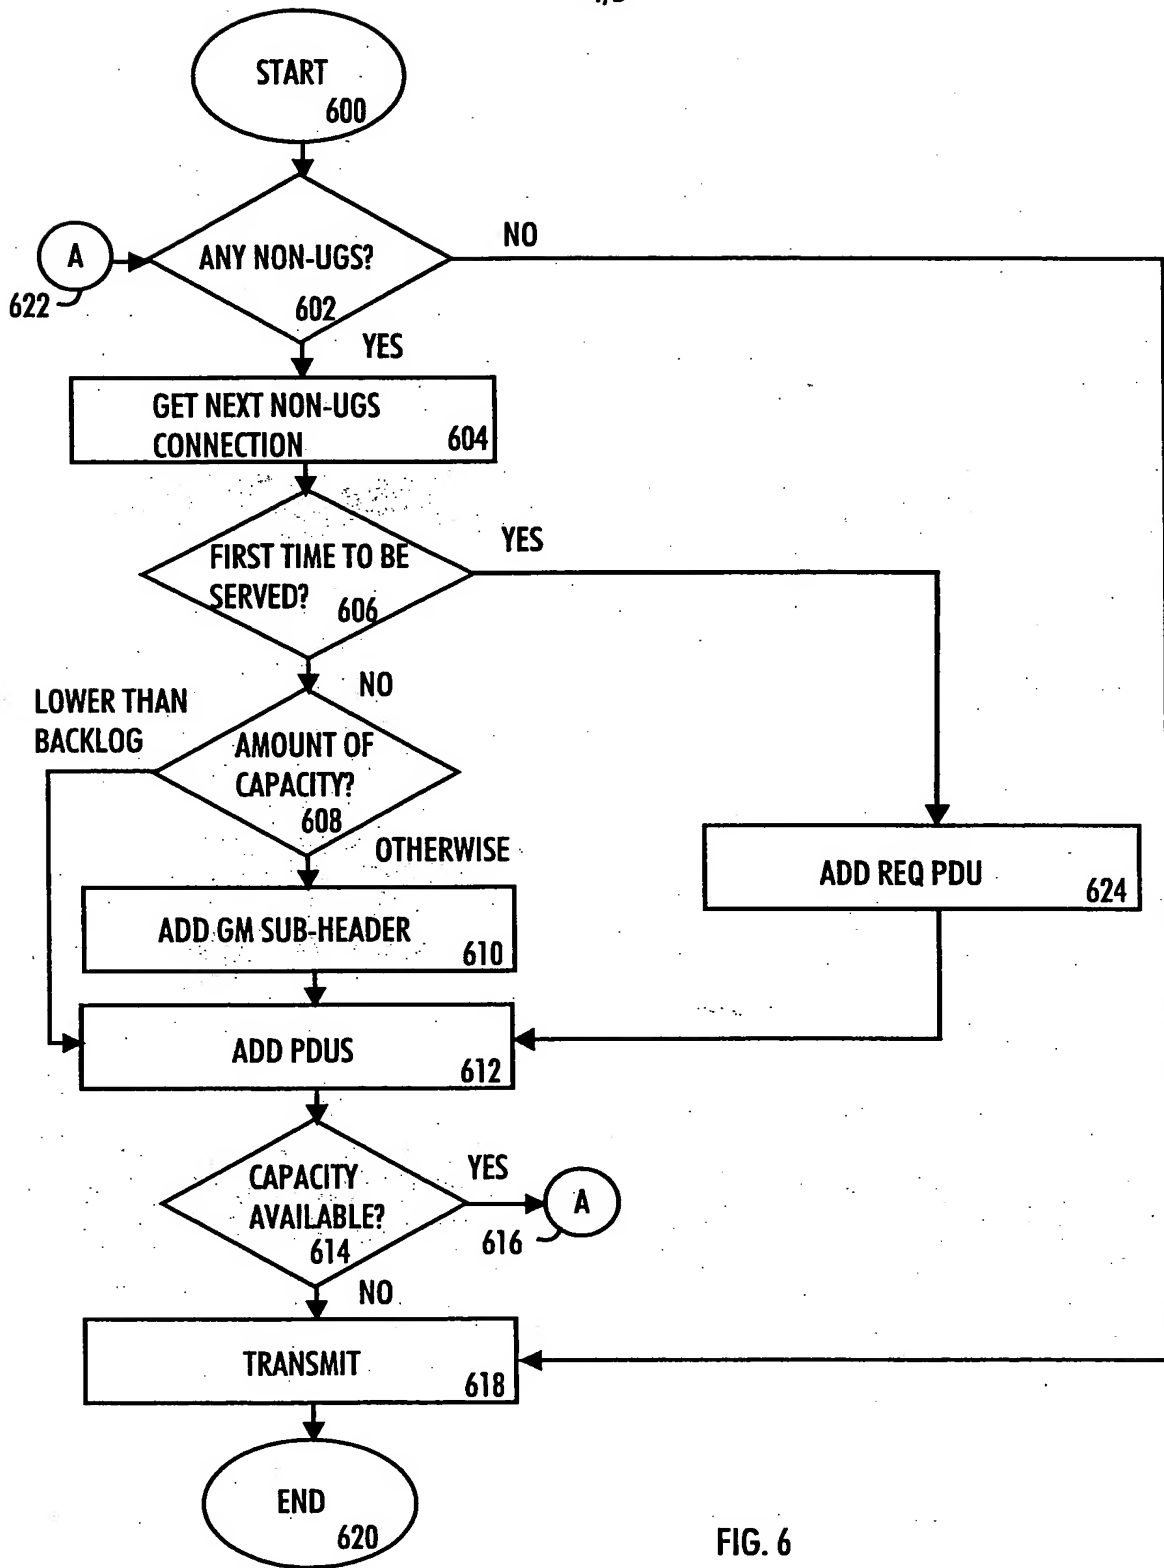 START
600
A
622
ANY NON-UGS?
602
NO
YES
GET NEXT NON-UGS
CONNECTION
604
FIRST TIME TO BE
SERVED?
606
YES
NO
LOWER THAN
BACKLOG
AMOUNT OF
CAPACITY?
608
OTHERWISE
ADD REQ PDU
624
ADD GM SUB-HEADER
610
ADD PDUS
612
CAPACITY
AVAILABLE?
614
YES
A
616
NO
TRANSMIT
618
END
620
FIG. 6